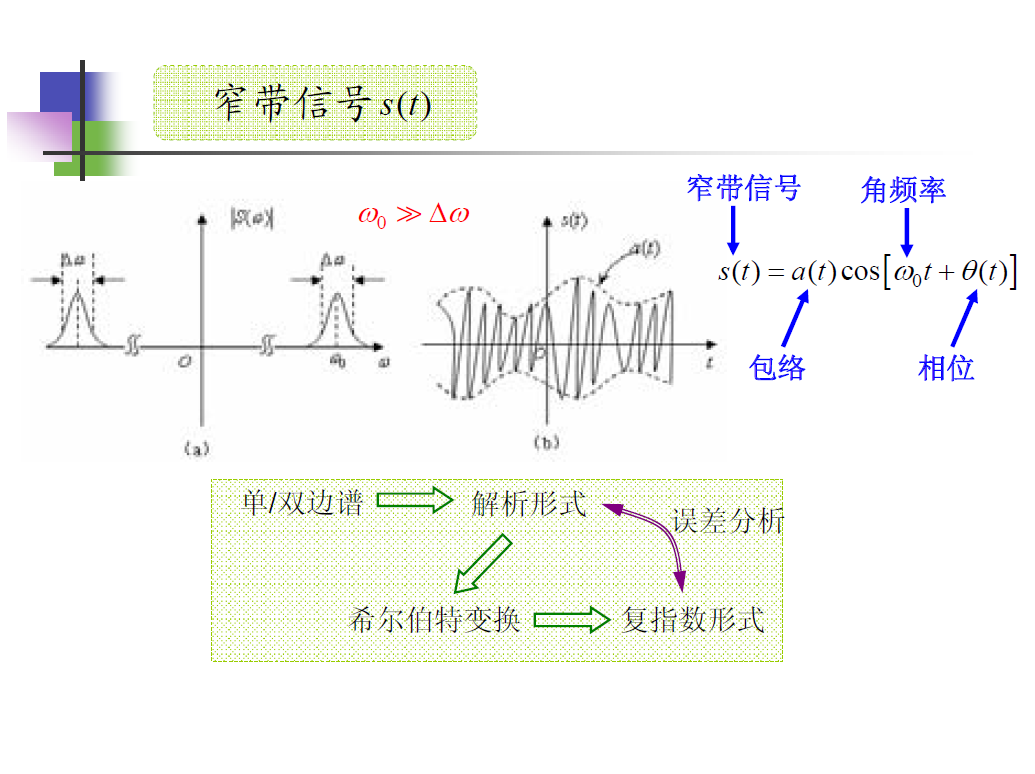 窄带信号 s(t)
|S(ω)|
ω₀ ≫ Δω
Δω
Δω
O
ω₀
ω
(a)
s(t)
a(t)
O
t
(b)
窄带信号
角频率
s(t) = a(t)cos[ω₀t + θ(t)]
包络
相位
单/双边谱
解析形式
误差分析
希尔伯特变换
复指数形式